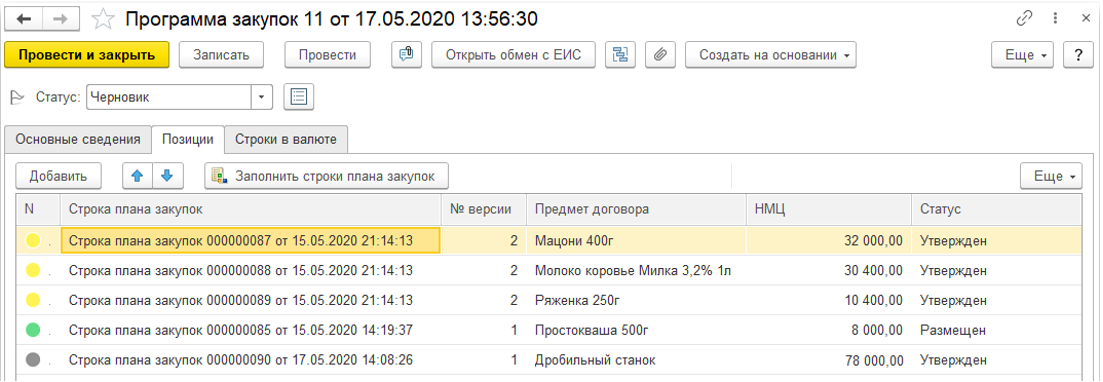 Программа закупок 11 от 17.05.2020 13:56:30
Провести и закрыть Записать Провести Открыть обмен с ЕИС Создать на основании Еще ?
Статус: Черновик
Основные сведения Позиции Строки в валюте
Добавить Заполнить строки плана закупок Еще
N Строка плана закупок № версии Предмет договора НМЦ Статус
Строка плана закупок 000000087 от 15.05.2020 21:14:13 2 Мацони 400г 32 000,00 Утвержден
Строка плана закупок 000000088 от 15.05.2020 21:14:13 2 Молоко коровье Милка 3,2% 1л 30 400,00 Утвержден
Строка плана закупок 000000089 от 15.05.2020 21:14:13 2 Ряженка 250г 10 400,00 Утвержден
Строка плана закупок 000000085 от 15.05.2020 14:19:37 1 Простокваша 500г 8 000,00 Размещен
Строка плана закупок 000000090 от 17.05.2020 14:08:26 1 Дробильный станок 78 000,00 Утвержден